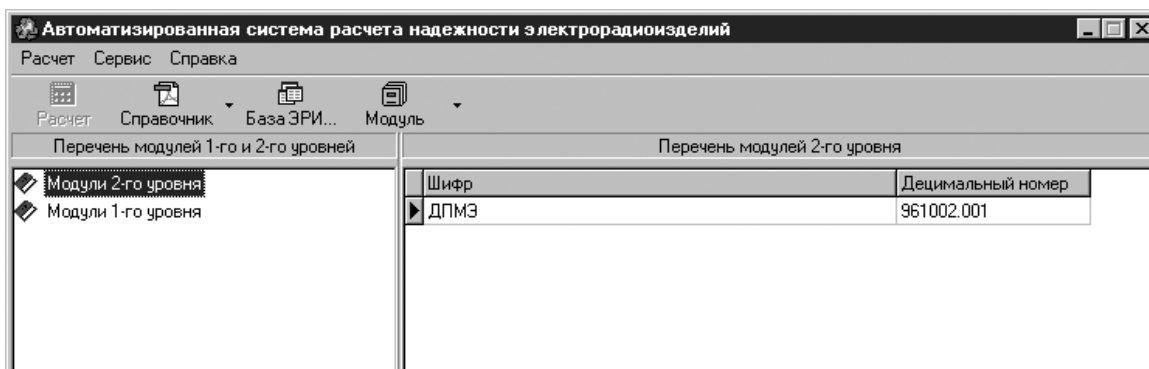 Автоматизированная система расчета надежности электрорадиоизделий
Расчет Сервис Справка
Расчет Справочник База ЭРИ... Модуль
Перечень модулей 1-го и 2-го уровней Перечень модулей 2-го уровня
Модули 2-го уровня Шифр Децимальный номер
Модули 1-го уровня ДПМЭ 961002.001